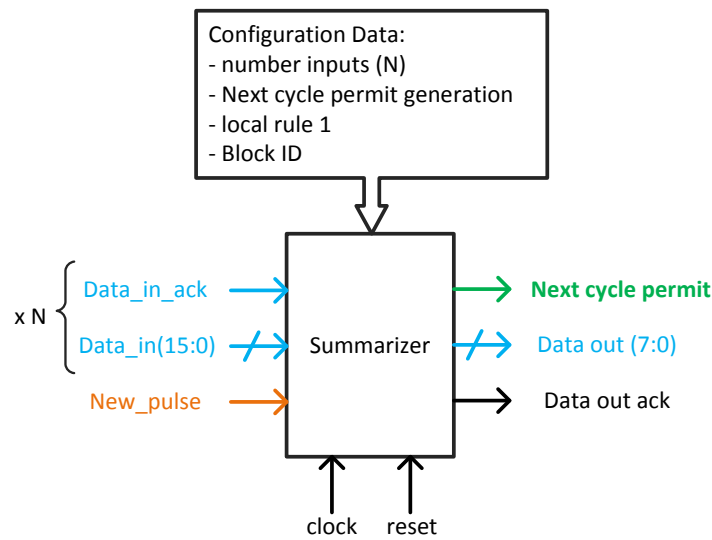 Configuration Data:
- number inputs (N)
- Next cycle permit generation
- local rule 1
- Block ID
x N
Data_in_ack
Data_in(15:0)
New_pulse
Summarizer
Next cycle permit
Data out (7:0)
Data out ack
clock
reset